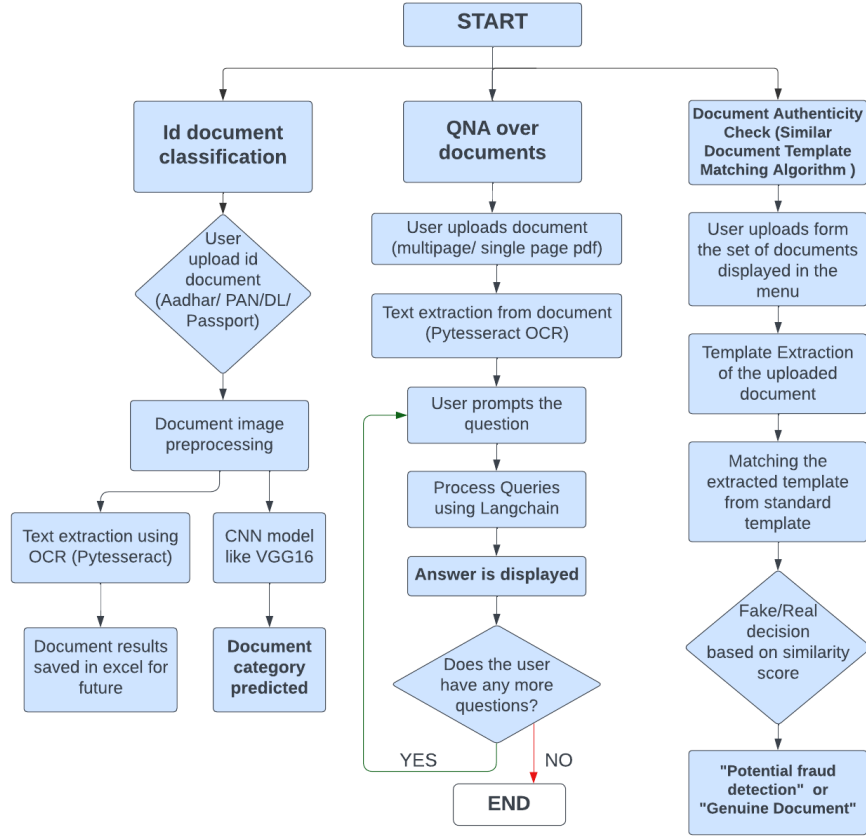 START
Id document
classification
User
upload id
document
(Aadhar/ PAN/DL/
Passport)
Document image
preprocessing
Text extraction using
OCR (Pytesseract)
CNN model
like VGG16
Document results
saved in excel for
future
Document
category
predicted
QNA over
documents
User uploads document
(multipage/ single page pdf)
Text extraction from document
(Pytesseract OCR)
User prompts the
question
Process Queries
using Langchain
Answer is displayed
Does the user
have any more
questions?
YES
NO
END
Document Authenticity
Check (Similar
Document Template
Matching Algorithm )
User uploads form
the set of documents
displayed in the
menu
Template Extraction
of the uploaded
document
Matching the
extracted template
from standard
template
Fake/Real
decision
based on similarity
score
"Potential fraud
detection" or
"Genuine Document"